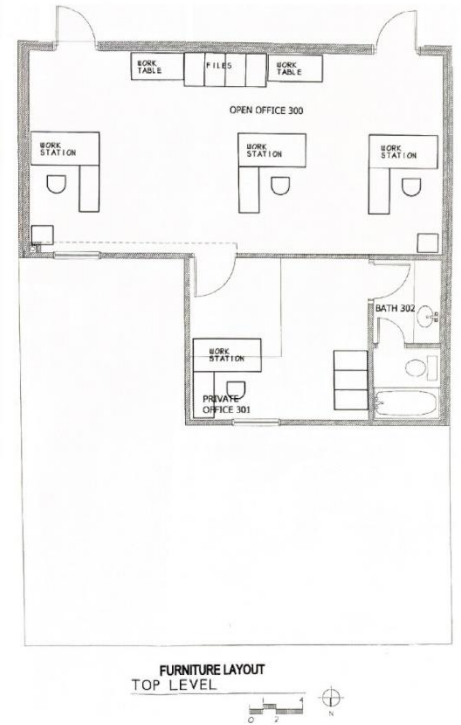 WORK
TABLE
FILES
WORK
TABLE
OPEN OFFICE 300
WORK
STATION
WORK
STATION
WORK
STATION
BATH 302
WORK
STATION
PRIVATE
OFFICE 301
FURNITURE LAYOUT
TOP LEVEL
1 4
0 2
N